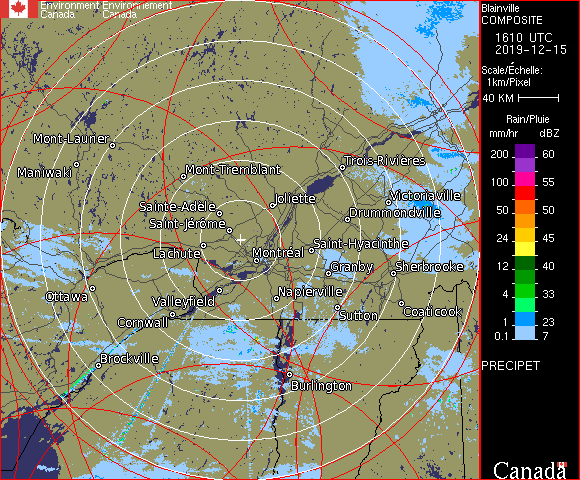 Environment Environnement
Canada Canada
Blainville
COMPOSITE
1610 UTC
2019-12-15
Scale/Échelle:
1km/Pixel
40 KM
Rain/Pluie
mm/hr dBZ
200 60
100 55
50 50
24 45
12 40
4 33
1 23
0.1 7
PRECIPET
Canada
Mont-Laurier
Maniwaki
Mont-Tremblant
Trois-Rivières
Joliette
Victoriaville
Sainte-Adele
Drummondville
Saint-Jérôme
Saint-Hyacinthe
Lachute
Montréal
Granby
Sherbrooke
Ottawa
Valleyfield
Napierville
Cornwall
Sutton
Coaticook
Brockville
Burlington